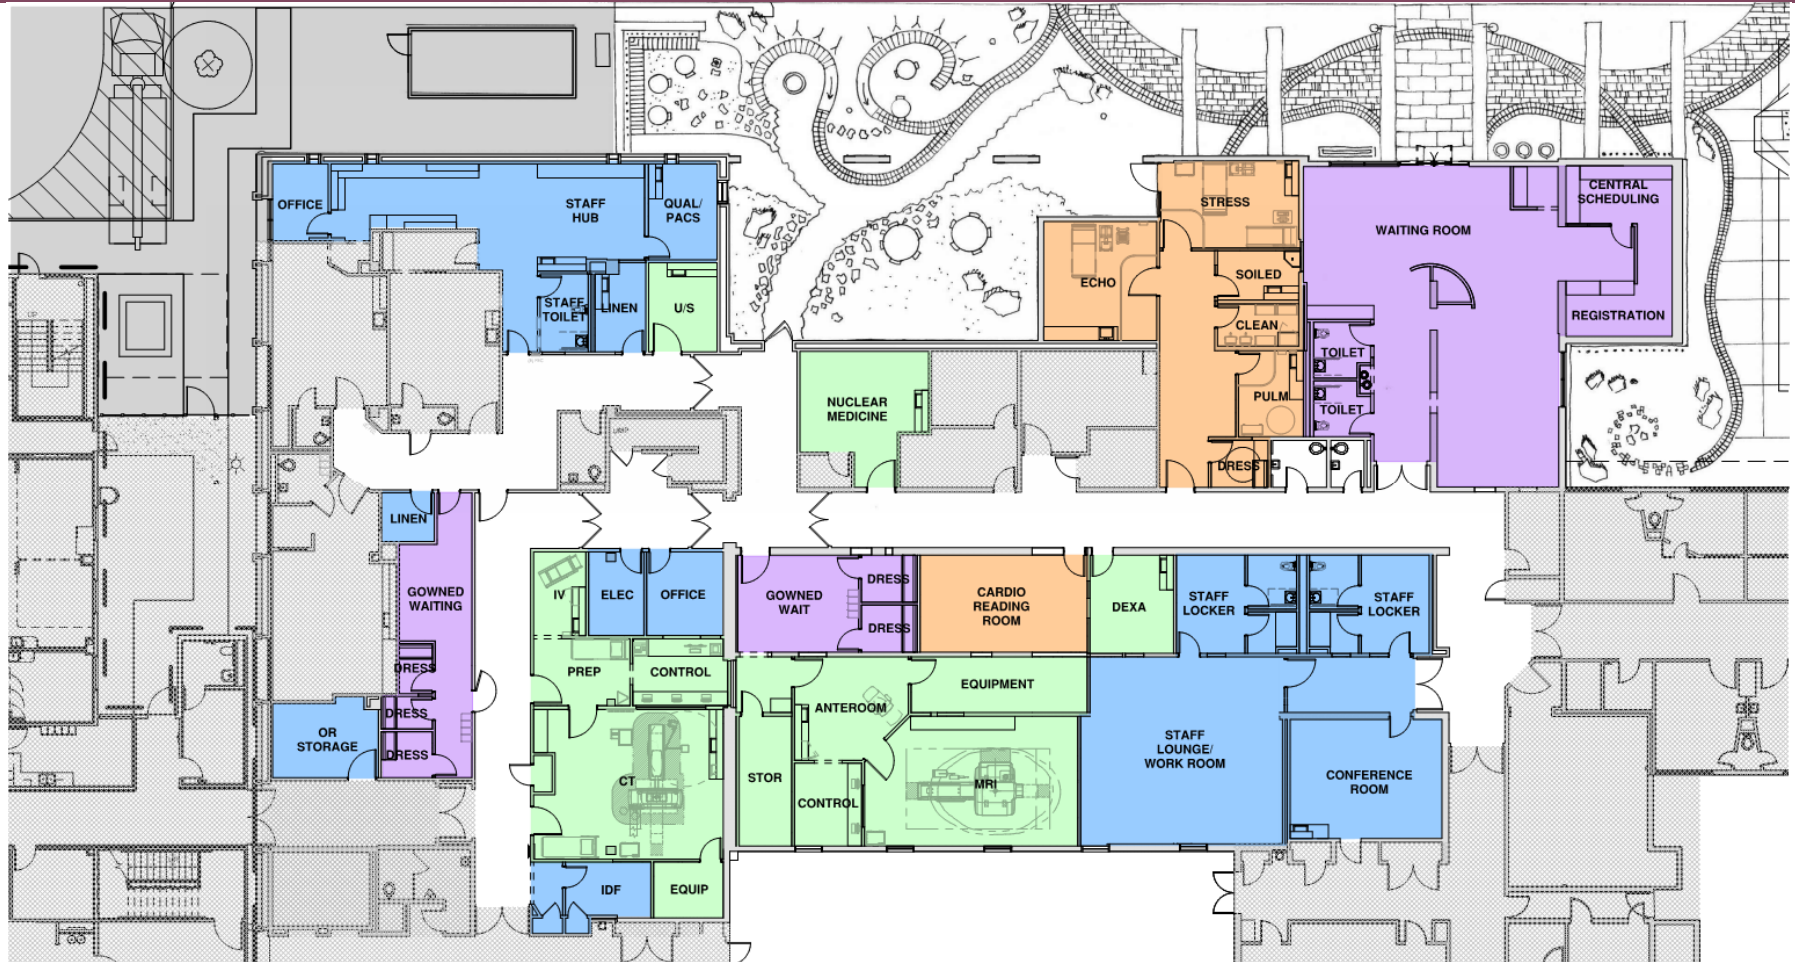 CENTRAL
SCHEDULING
OFFICE
STAFF
HUB
QUAL/
PACS
STRESS
WAITING ROOM
ECHO
SOILED
STAFF
TOILET
LINEN
U/S
UP
CLEAN
REGISTRATION
TOILET
NUCLEAR
MEDICINE
PULM
TOILET
DRESS
LINEN
GOWNED
WAITING
IV
ELEC
OFFICE
GOWNED
WAIT
DRESS
DRESS
CARDIO
READING
ROOM
DEXA
STAFF
LOCKER
STAFF
LOCKER
DRESS
PREP
CONTROL
EQUIPMENT
ANTEROOM
DRESS
OR
STORAGE
DRESS
CT
STOR
CONTROL
MRI
STAFF
LOUNGE/
WORK ROOM
CONFERENCE
ROOM
IDF
EQUIP